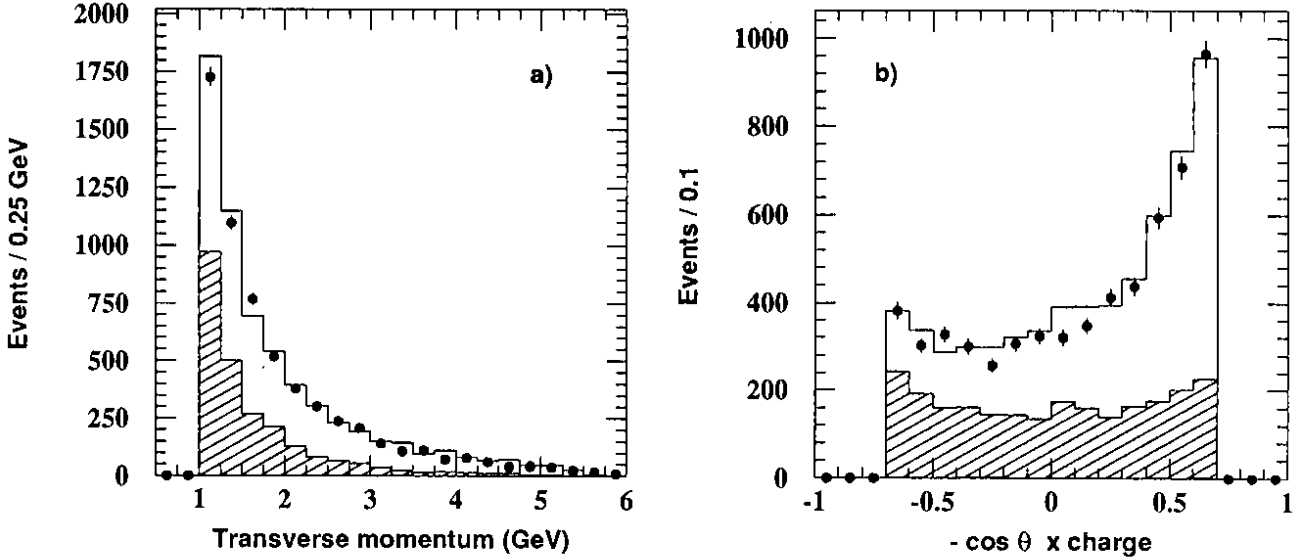 2000
1750
1500
1250
1000
750
500
250
0
Events / 0.25 GeV
a)
1 2 3 4 5 6
Transverse momentum (GeV)
1000
800
600
400
200
0
Events / 0.1
b)
-1 -0.5 0 0.5 1
- cos θ x charge